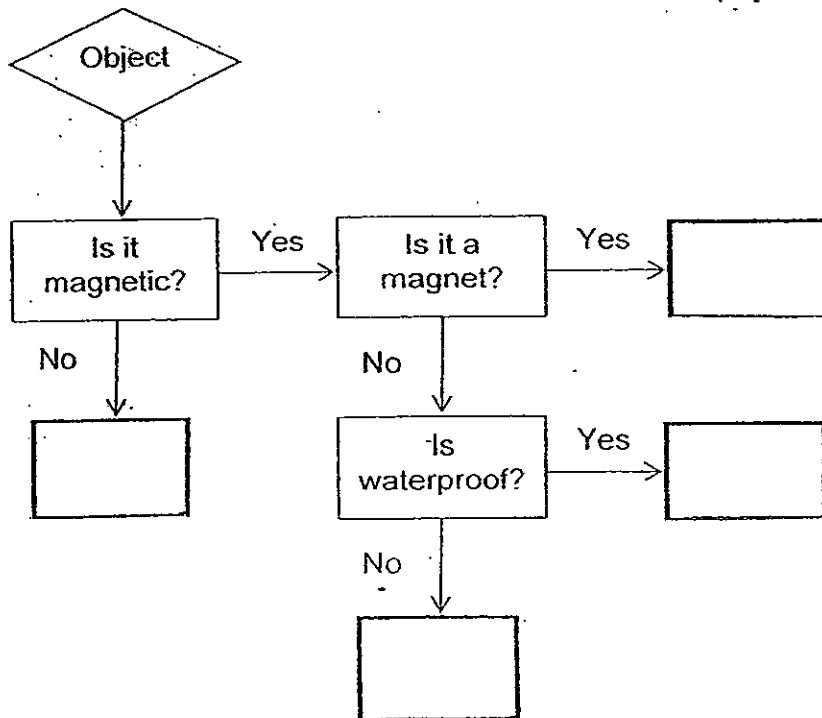 Object
Is it
magnetic?
Yes
Is it a
magnet?
Yes
No
No
Is
waterproof?
Yes
No